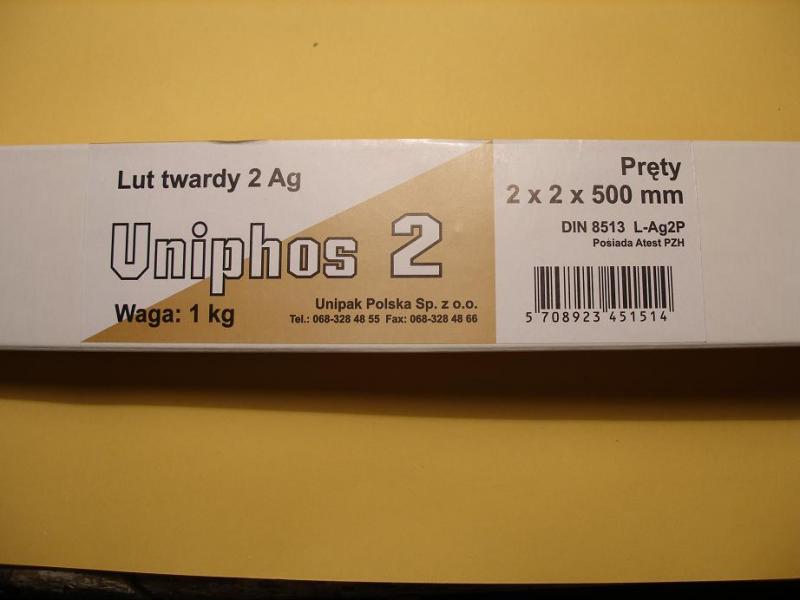 Lut twardy 2 Ag
Uniphos 2
Waga: 1 kg
Unipak Polska Sp. z o.o.
Tel.: 068-328 48 55 Fax: 068-328 48 66
Pręty
2 x 2 x 500 mm
DIN 8513 L-Ag2P
Posiada Atest PZH
5 708923 451514